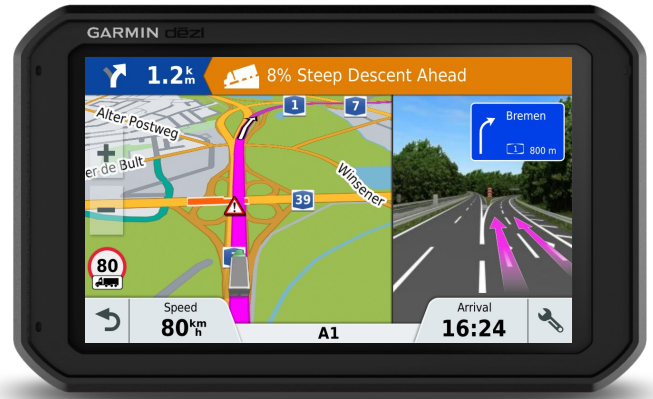 GARMIN dēzl
1.2 km
8% Steep Descent Ahead
1
7
Alter Postweg
er de Bult
Winsener
39
80
Bremen
1 800 m
Speed
80 km/h
A1
Arrival
16:24